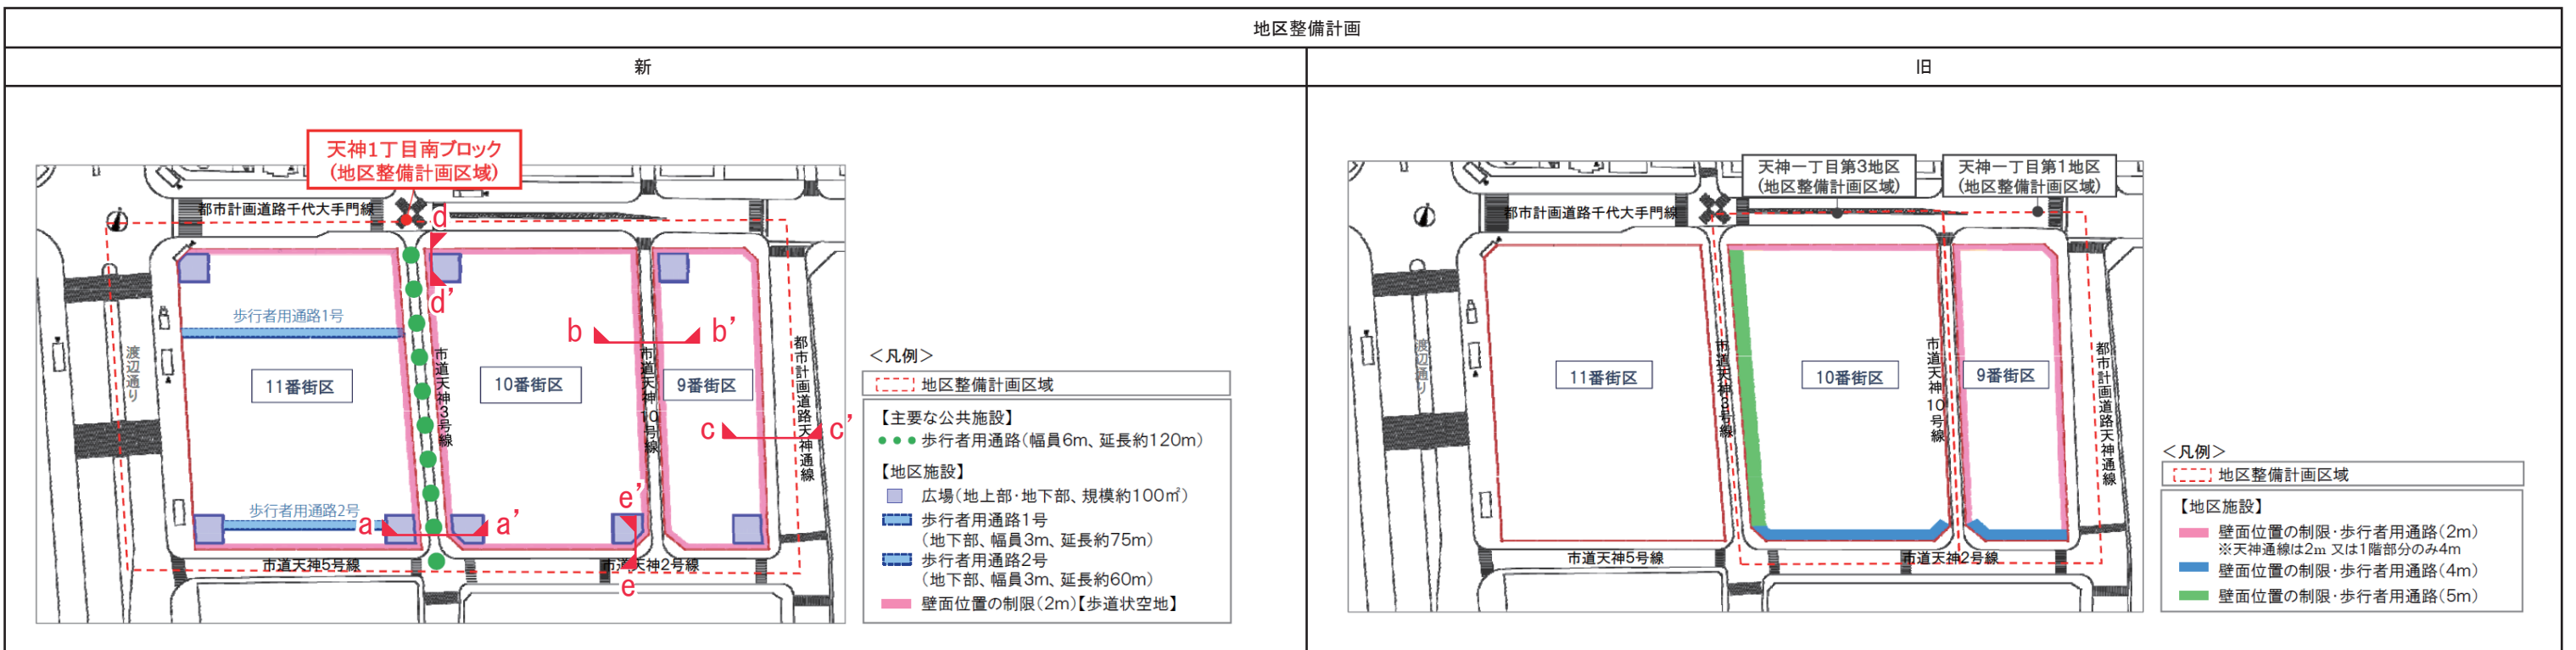 地区整備計画
新
旧
天神1丁目南ブロック
(地区整備計画区域)
都市計画道路千代大手門線
d
d’
歩行者用通路1号
b
b’
渡辺通り
11番街区
市道天神3号線
10番街区
市道天神10号線
9番街区
都市計画道路天神通線
c
c’
歩行者用通路2号
a
a’
e’
e
市道天神5号線
市道天神2号線
<凡例>
地区整備計画区域
【主要な公共施設】
歩行者用通路(幅員6m、延長約120m)
【地区施設】
広場(地上部・地下部、規模約100㎡)
歩行者用通路1号
(地下部、幅員3m、延長約75m)
歩行者用通路2号
(地下部、幅員3m、延長約60m)
壁面位置の制限(2m)【歩道状空地】
天神一丁目第3地区
(地区整備計画区域)
天神一丁目第1地区
(地区整備計画区域)
都市計画道路千代大手門線
渡辺通り
11番街区
市道天神3号線
10番街区
市道天神10号線
9番街区
都市計画道路天神通線
市道天神5号線
市道天神2号線
<凡例>
地区整備計画区域
【地区施設】
壁面位置の制限・歩行者用通路(2m)
※天神通線は2m 又は1階部分のみ4m
壁面位置の制限・歩行者用通路(4m)
壁面位置の制限・歩行者用通路(5m)